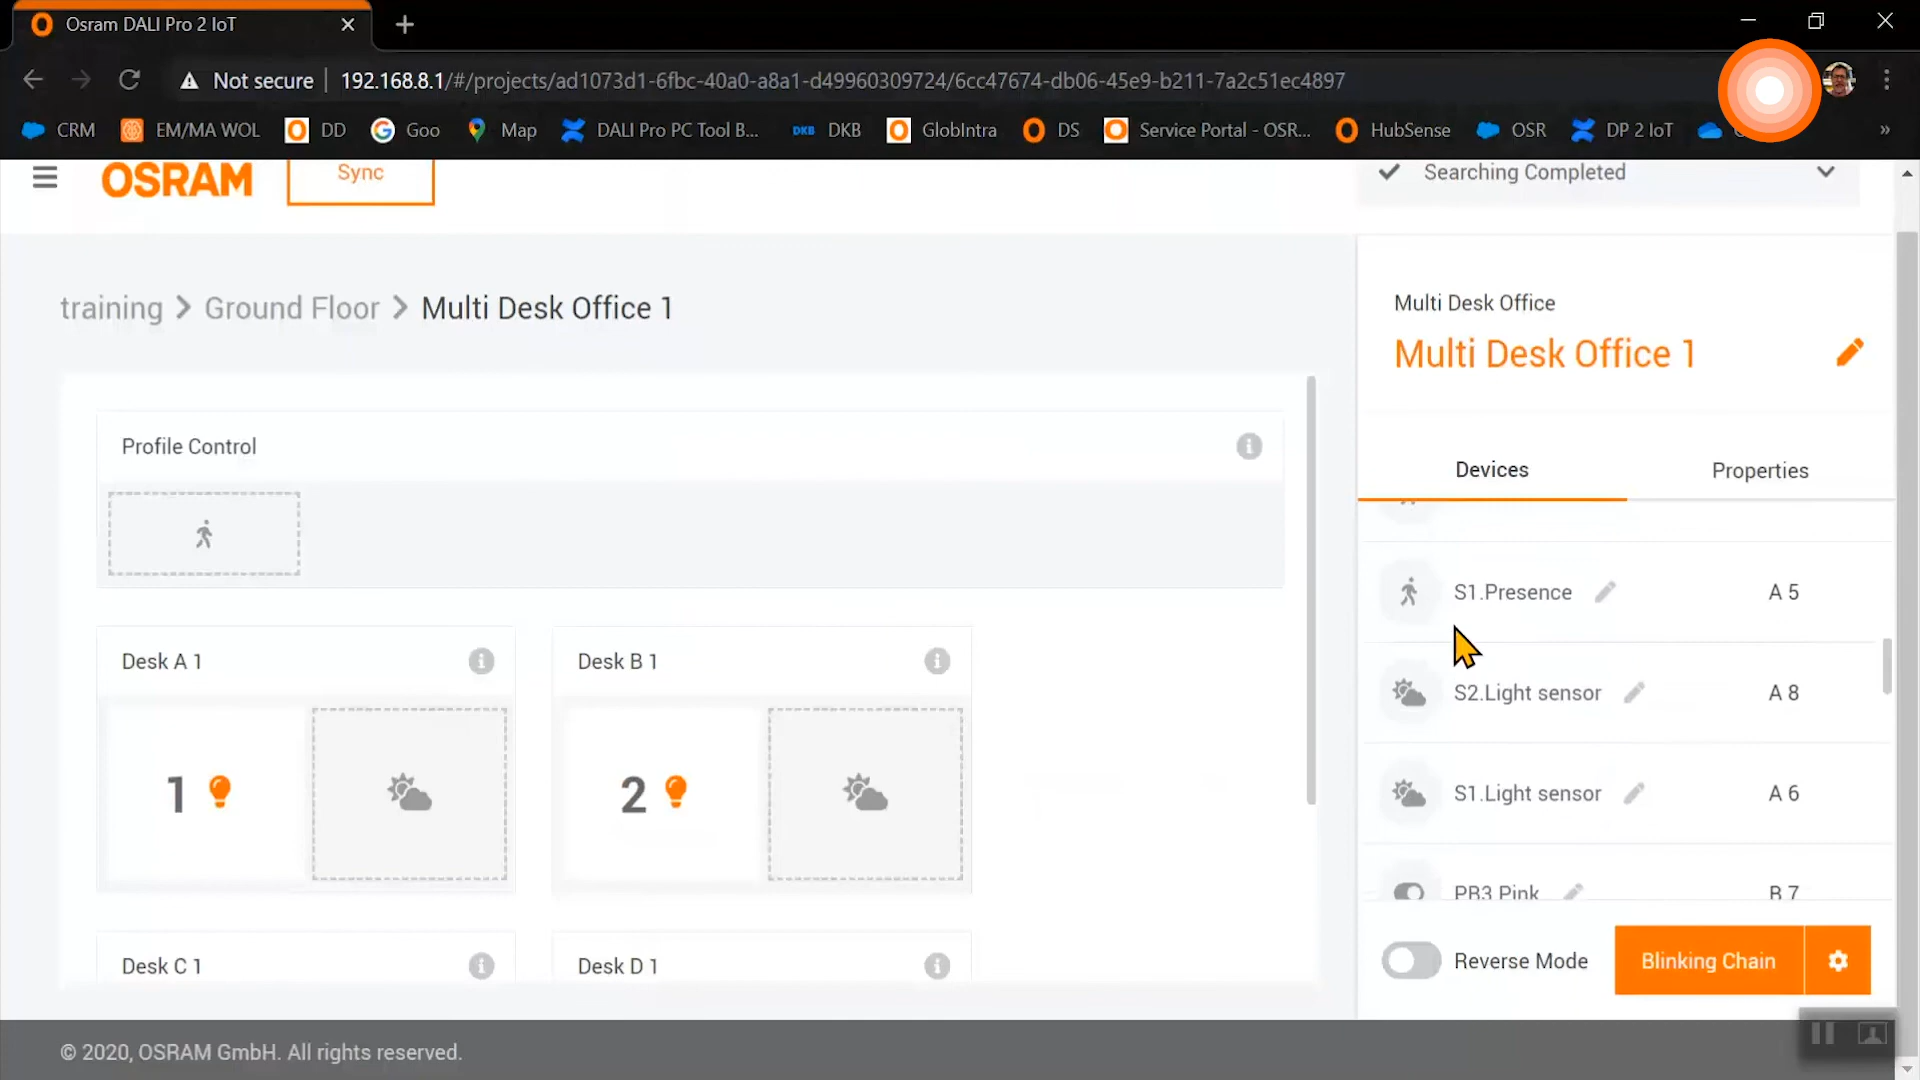 Osram DALI Pro 2 IoT
Not secure
192.168.8.1/#/projects/ad1073d1-6fbc-40a0-a8a1-d49960309724/6cc47674-db06-45e9-b211-7a2c51ec4897
CRM
EM/MA WOL
DD
Goo
Map
DALI Pro PC Tool B...
DKB
DKB
GlobIntra
DS
Service Portal - OSR...
HubSense
OSR
DP 2 IoT
»
OSRAM
Sync
Searching Completed
training > Ground Floor > Multi Desk Office 1
Multi Desk Office
Multi Desk Office 1
Profile Control
Devices
Properties
S1.Presence
A 5
Desk A 1
Desk B 1
S2.Light sensor
A 8
1
2
S1.Light sensor
A 6
PB3 Pink
B 7
Desk C 1
Desk D 1
Reverse Mode
Blinking Chain
© 2020, OSRAM GmbH. All rights reserved.